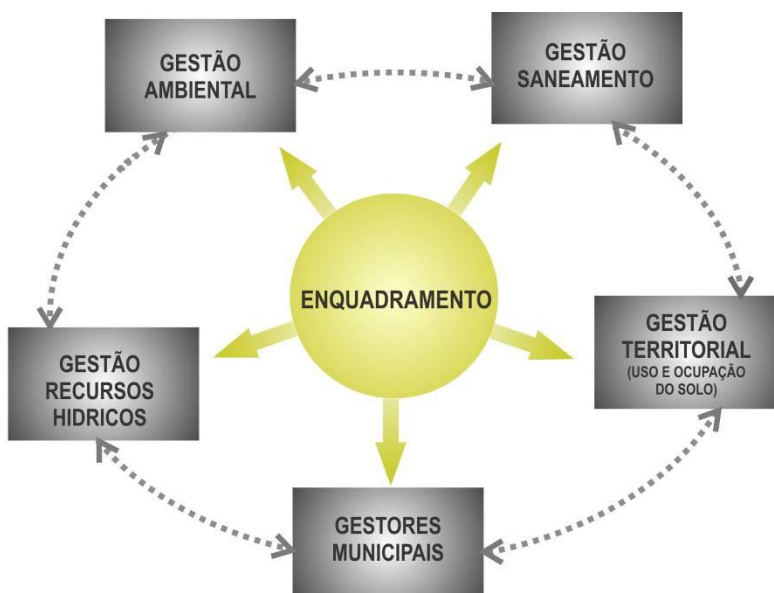 GESTÃO
AMBIENTAL
GESTÃO
SANEAMENTO
ENQUADRAMENTO
GESTÃO
RECURSOS
HIDRICOS
GESTÃO
TERRITORIAL
(USO E OCUPAÇÃO
DO SOLO)
GESTORES
MUNICIPAIS